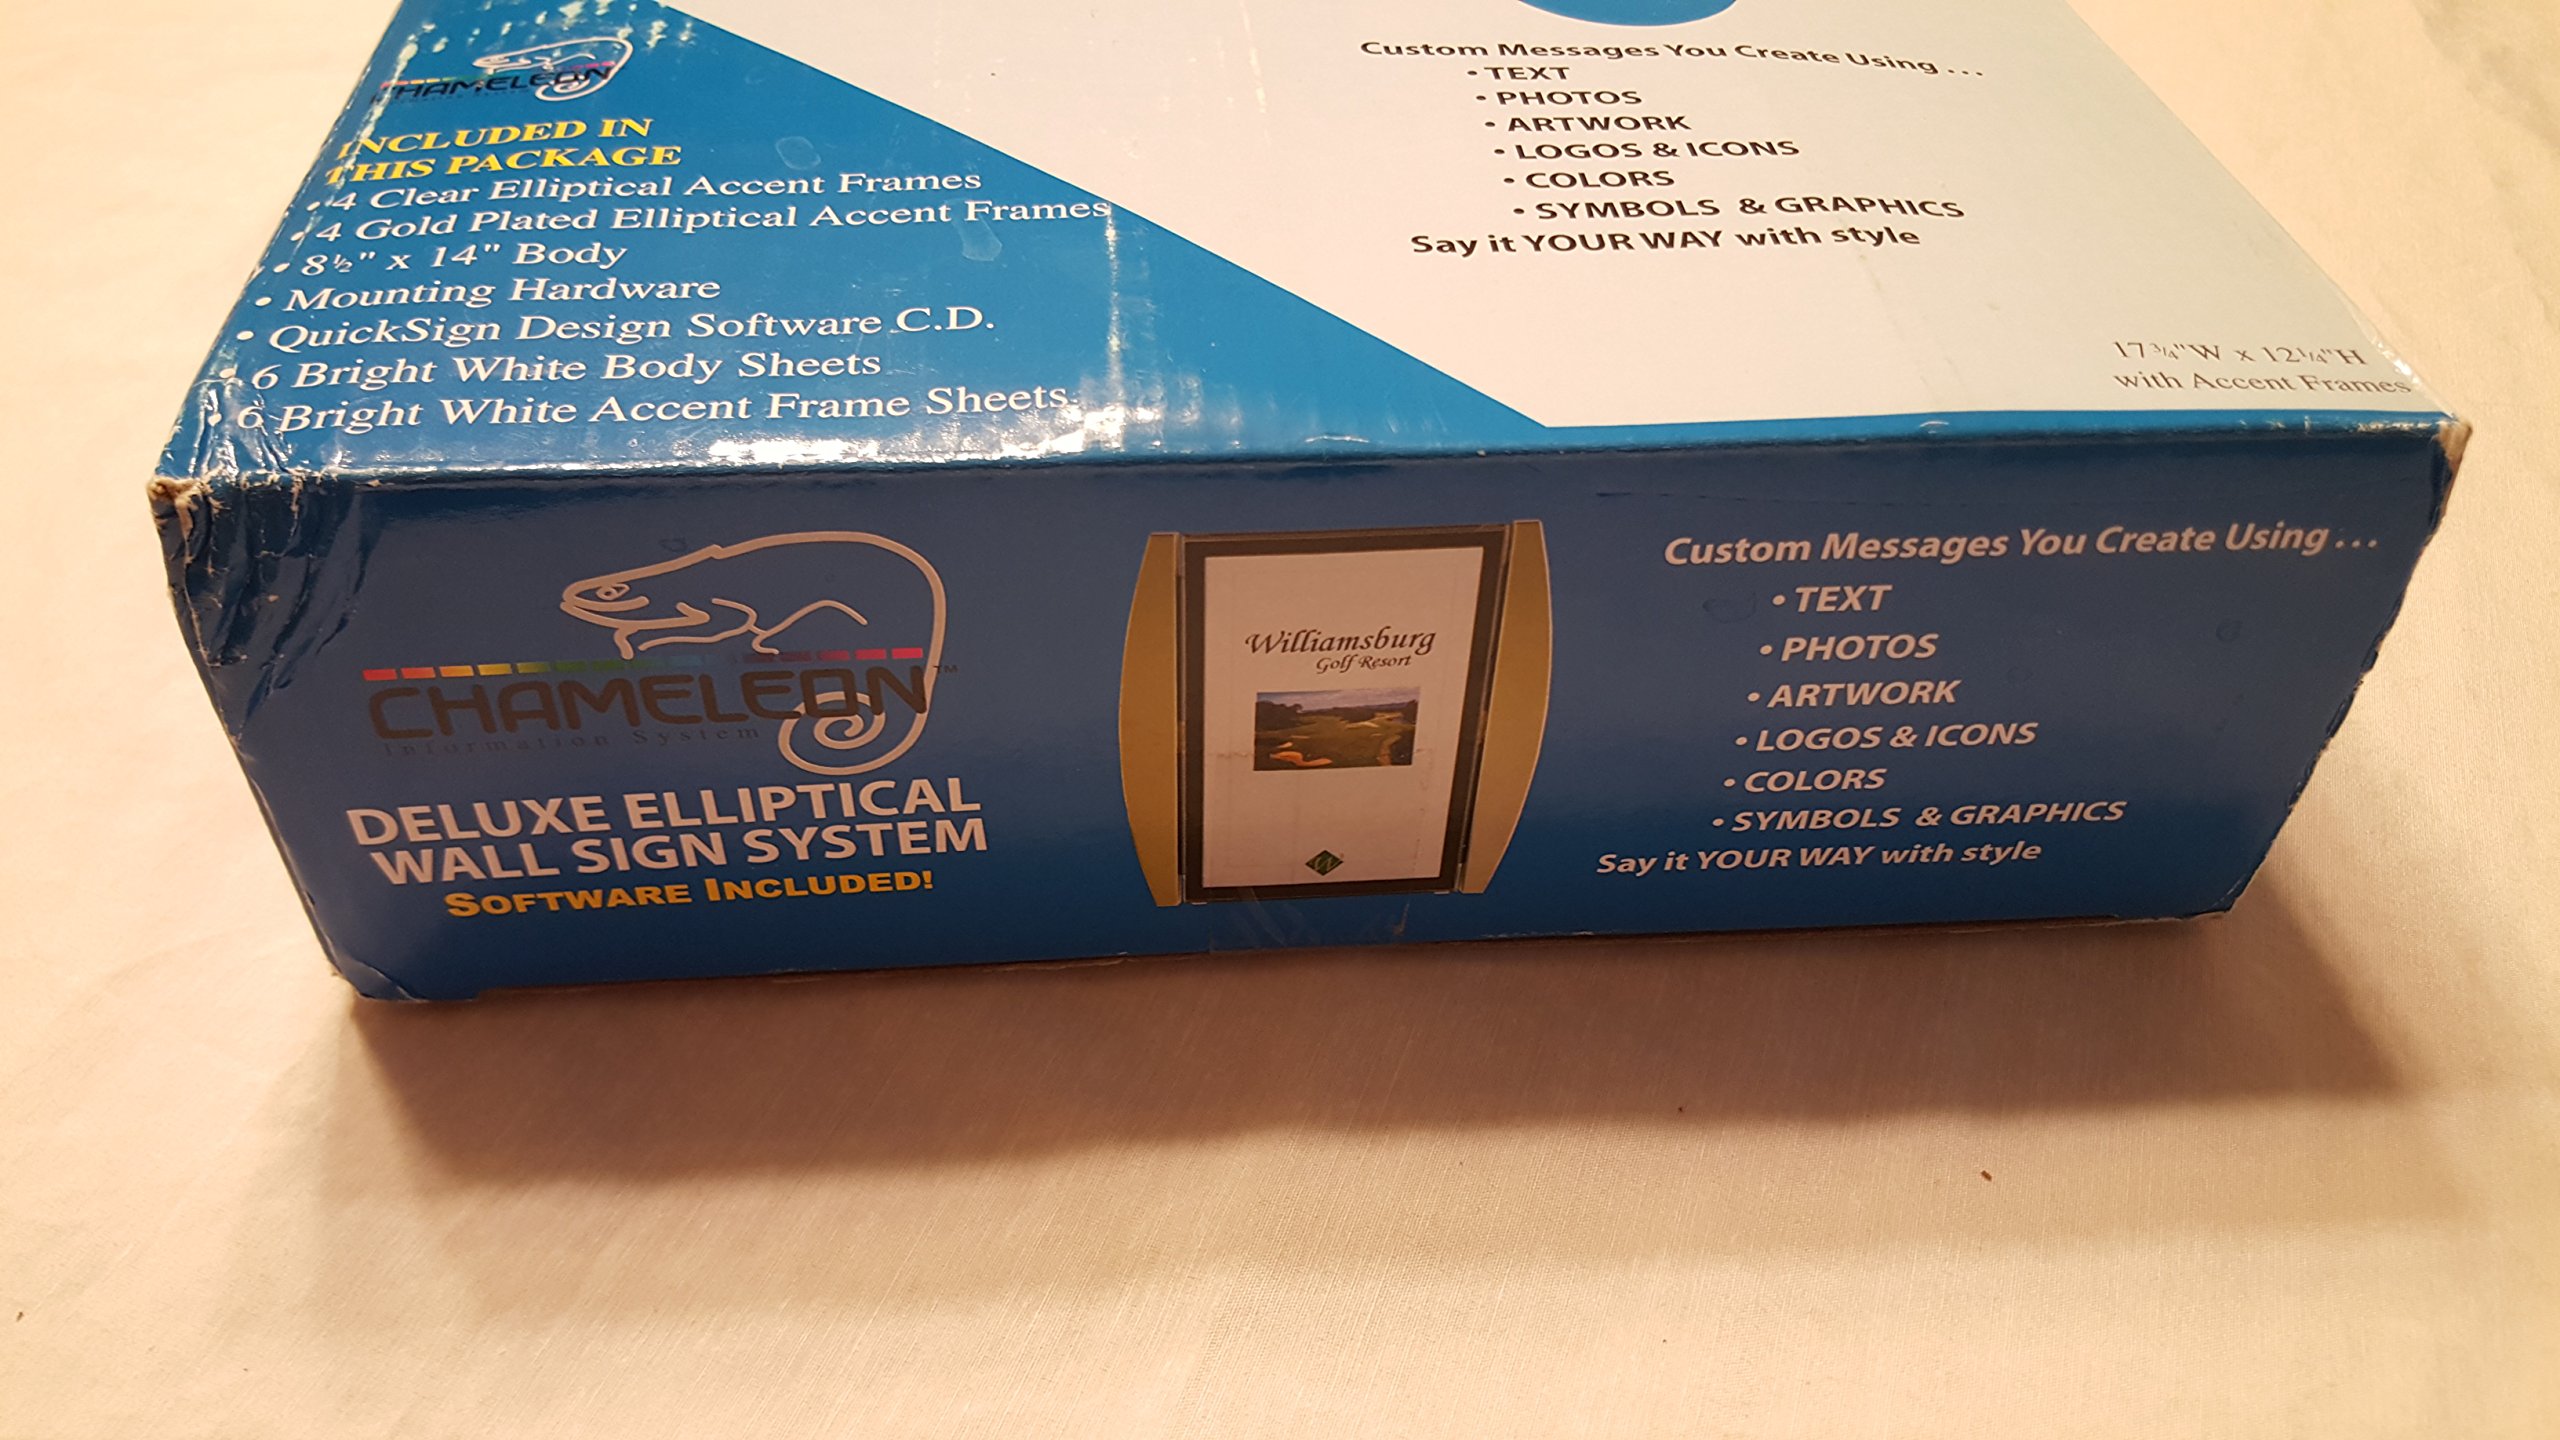 CHAMELEON
INCLUDED IN
THIS PACKAGE
• 4 Clear Elliptical Accent Frames
• 4 Gold Plated Elliptical Accent Frames
• 8½" x 14" Body
• Mounting Hardware
• QuickSign Design Software C.D.
• 6 Bright White Body Sheets
• 6 Bright White Accent Frame Sheets
Custom Messages You Create Using ...
• TEXT
• PHOTOS
• ARTWORK
• LOGOS & ICONS
• COLORS
• SYMBOLS & GRAPHICS
Say it YOUR WAY with style
17¾"W x 12¼"H
with Accent Frames
CHAMELEON™
Information System
DELUXE ELLIPTICAL
WALL SIGN SYSTEM
SOFTWARE INCLUDED!
Williamsburg
Golf Resort
W
Custom Messages You Create Using ...
• TEXT
• PHOTOS
• ARTWORK
• LOGOS & ICONS
• COLORS
• SYMBOLS & GRAPHICS
Say it YOUR WAY with style